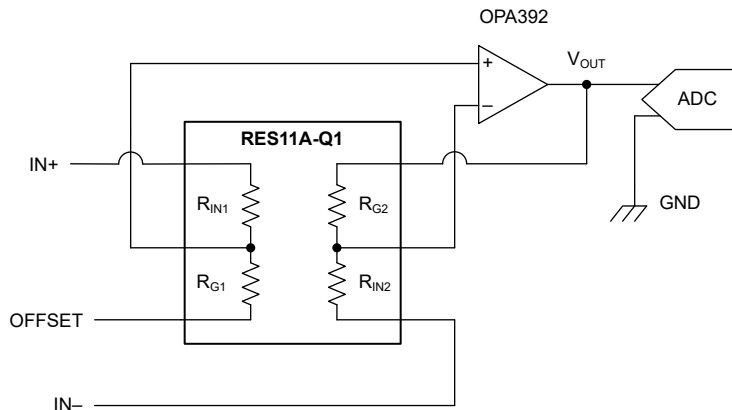 OPA392
+
−
V_OUT
ADC
RES11A-Q1
IN+
R_IN1
R_G2
GND
R_G1
R_IN2
OFFSET
IN–